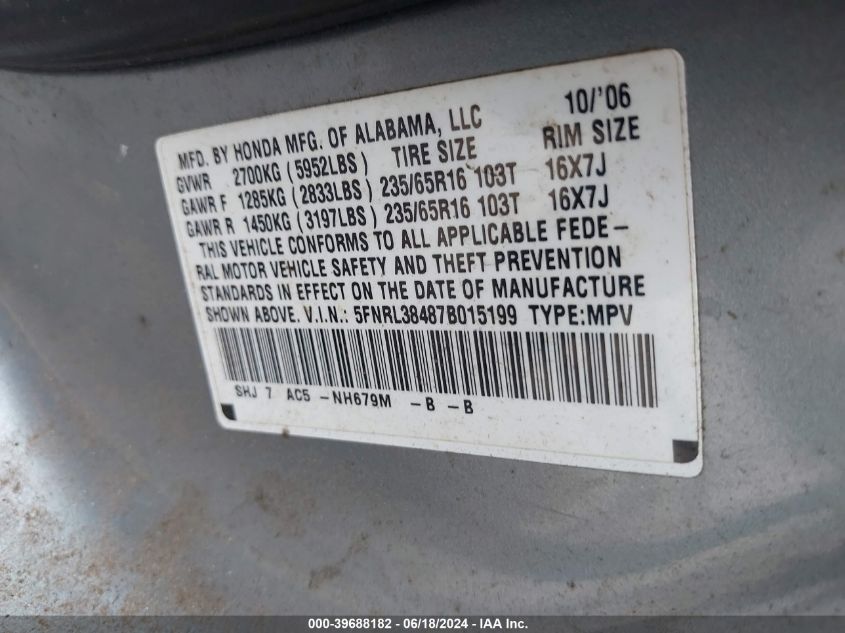 MFD. BY HONDA MFG. OF ALABAMA, LLC 10/'06
GVWR 2700KG (5952LBS) TIRE SIZE RIM SIZE
GAWR F 1285KG (2833LBS) 235/65R16 103T 16X7J
GAWR R 1450KG (3197LBS) 235/65R16 103T 16X7J
THIS VEHICLE CONFORMS TO ALL APPLICABLE FEDE-
RAL MOTOR VEHICLE SAFETY AND THEFT PREVENTION
STANDARDS IN EFFECT ON THE DATE OF MANUFACTURE
SHOWN ABOVE. V.I.N.: 5FNRL38487B015199 TYPE:MPV
SHJ 7 AC5 -NH679M -B -B
000-39688182 - 06/18/2024 - IAA Inc.